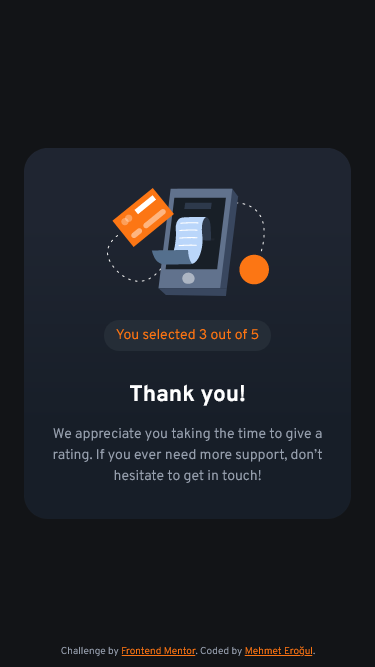 You selected 3 out of 5
Thank you!
We appreciate you taking the time to give a
rating. If you ever need more support, don’t
hesitate to get in touch!
Challenge by Frontend Mentor. Coded by Mehmet Eroğul.